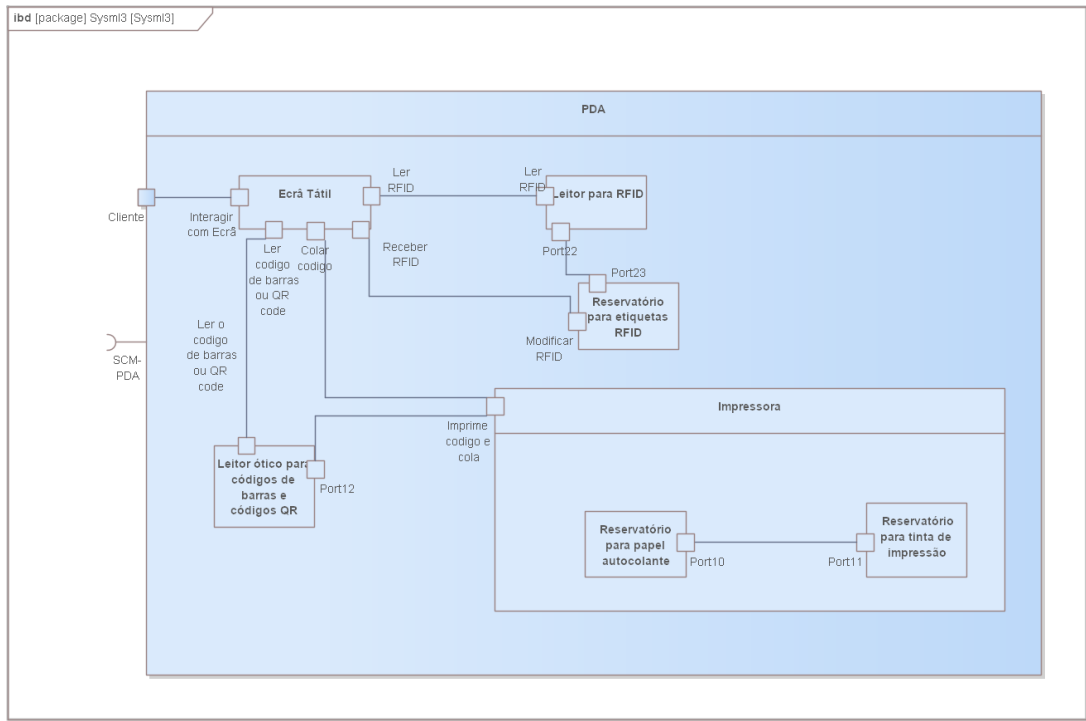 ibd [package] Sysml3 [Sysml3]
PDA
Cliente
Interagir
com Ecrã
Ecrã Tátil
Ler
RFID
Ler
RFID
Leitor para RFID
Ler
codigo
de barras
ou QR
code
Colar
codigo
Receber
RFID
Port22
Port23
Reservatório
para etiquetas
RFID
Modificar
RFID
Ler o
codigo
de barras
ou QR
code
SCM-
PDA
Impressora
Imprime
codigo e
cola
Leitor ótico para
códigos de
barras e
códigos QR
Port12
Reservatório
para papel
autocolante
Port10
Port11
Reservatório
para tinta de
impressão